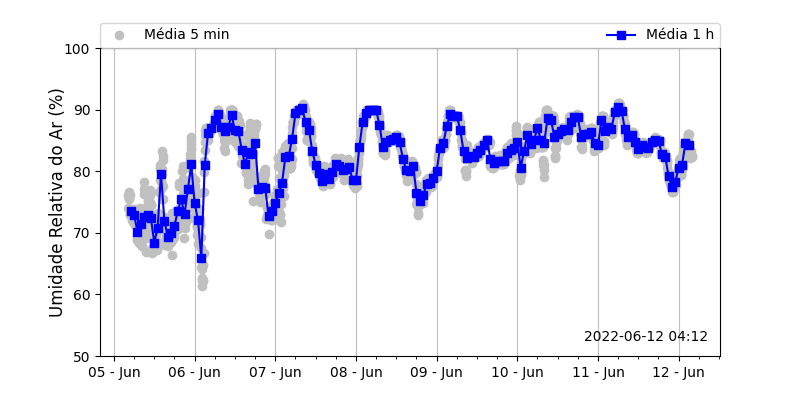 Média 5 min
Média 1 h
Umidade Relativa do Ar (%)
100
90
80
70
60
50
2022-06-12 04:12
05 - Jun
06 - Jun
07 - Jun
08 - Jun
09 - Jun
10 - Jun
11 - Jun
12 - Jun